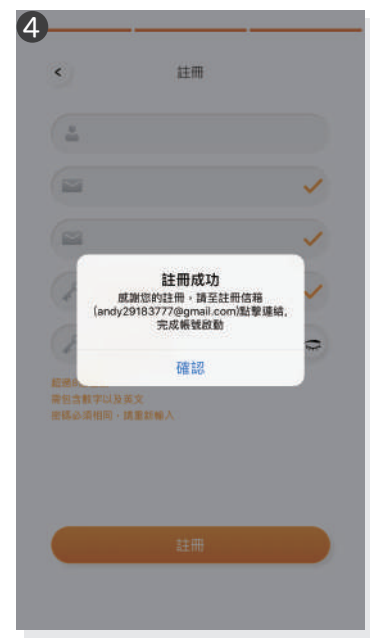 4
註冊
註冊成功
感謝您的註冊,請至註冊信箱
(andy29183777@gmail.com)點擊連結,
完成帳號啟動
確認
需包含數字以及英文
密碼必須相同,請重新輸入
註冊